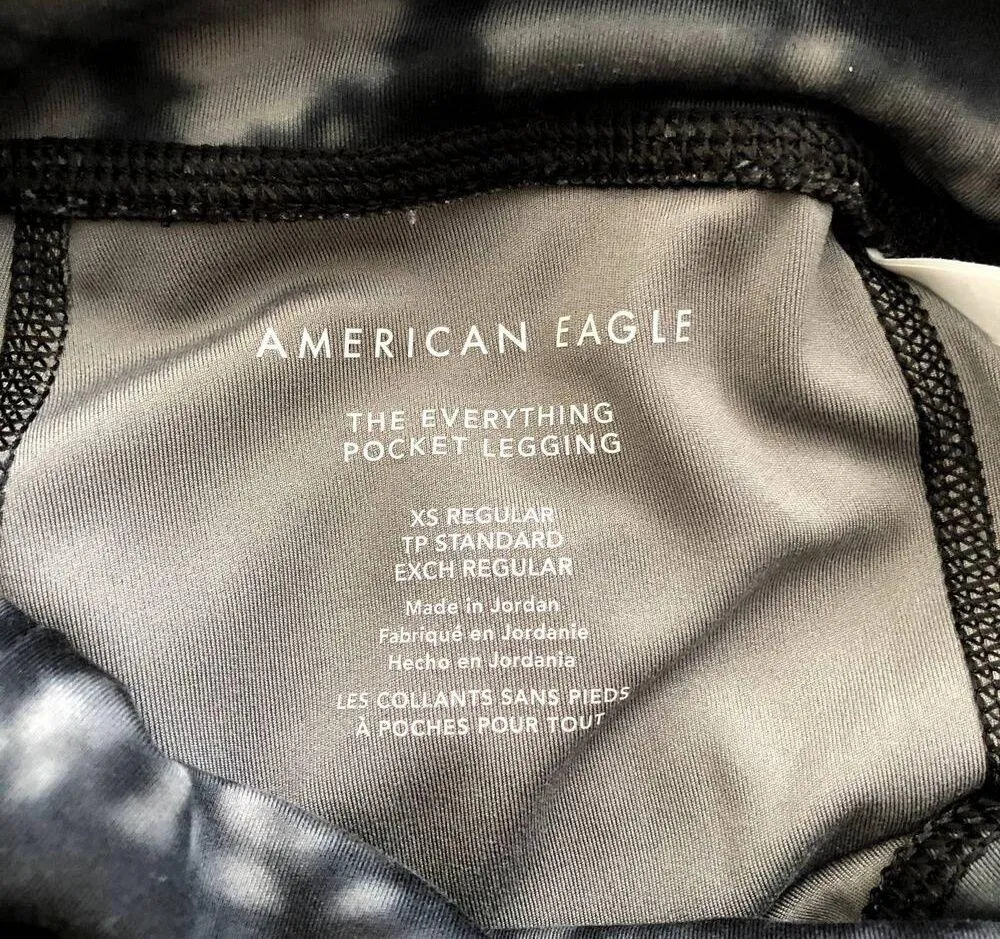 AMERICAN EAGLE
THE EVERYTHING
POCKET LEGGING
XS REGULAR
TP STANDARD
EXCH REGULAR
Made in Jordan
Fabriqué en Jordanie
Hecho en Jordania
LES COLLANTS SANS PIEDS
À POCHES POUR TOUT